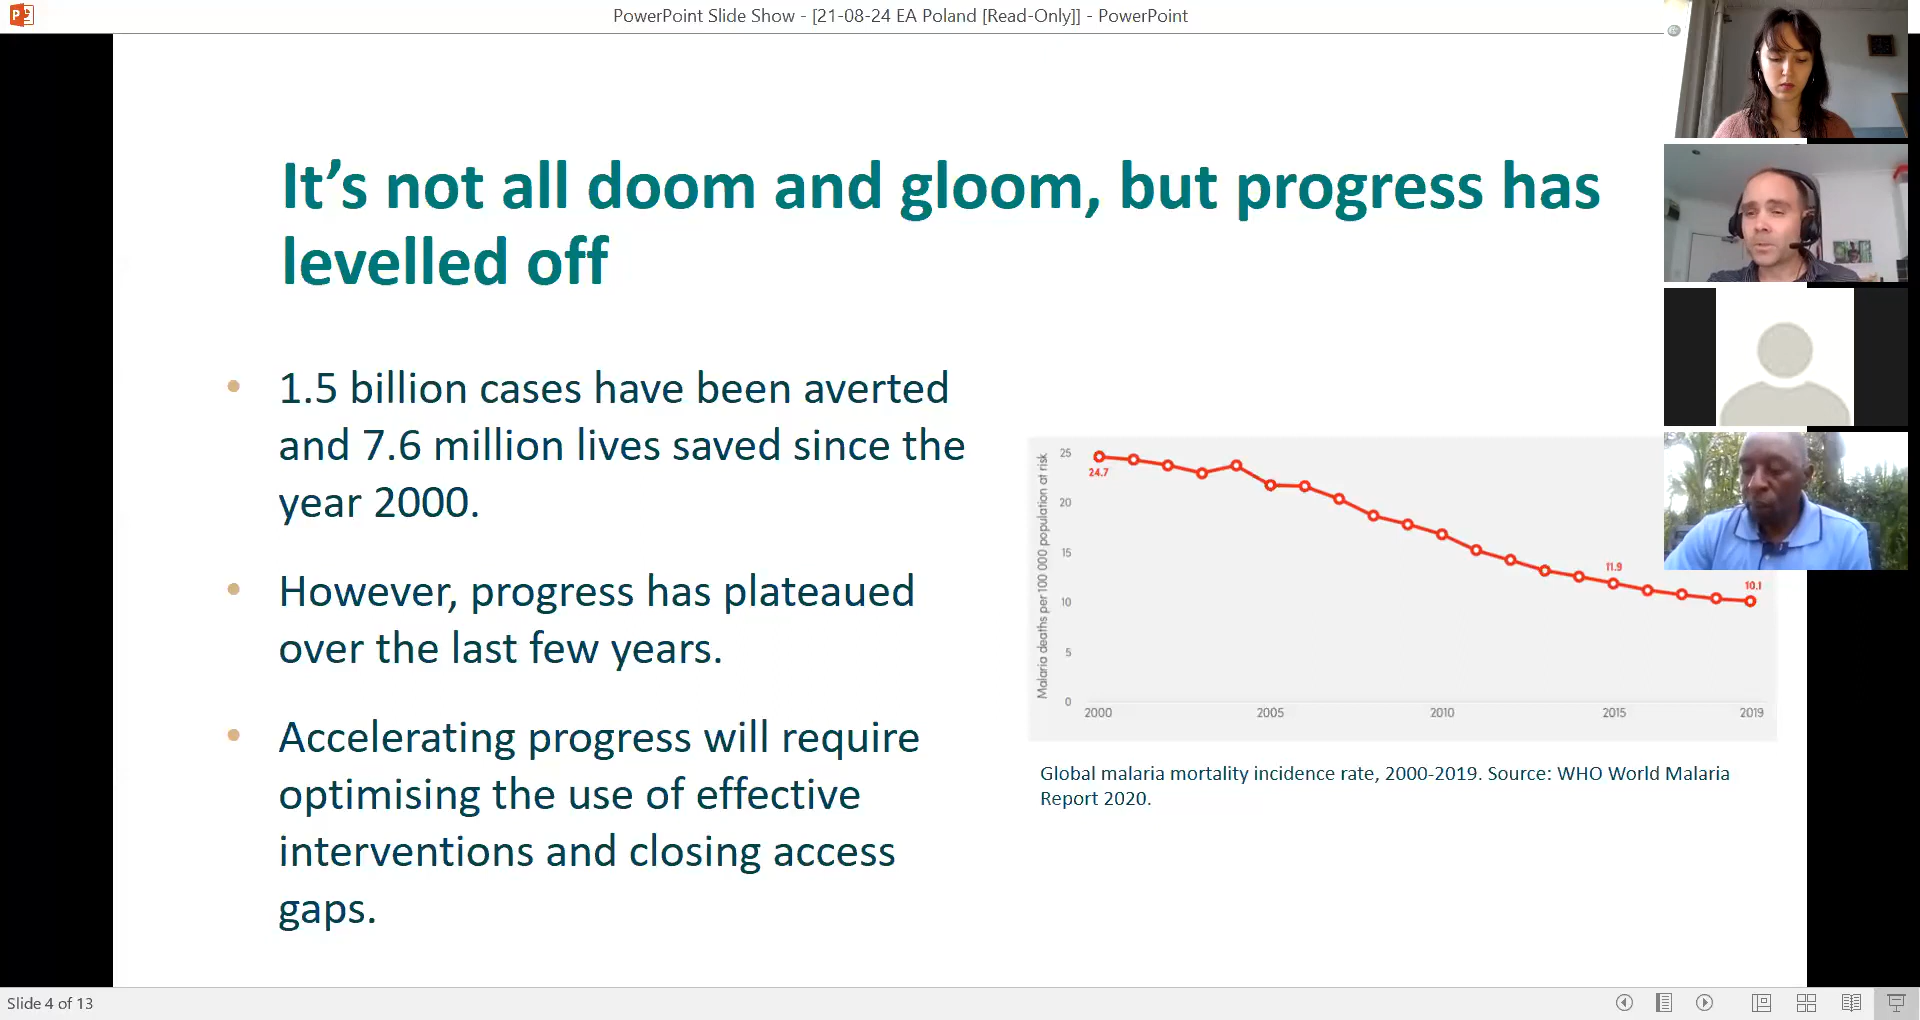 PowerPoint Slide Show - [21-08-24 EA Poland [Read-Only]] - PowerPoint
It's not all doom and gloom, but progress has
levelled off
• 1.5 billion cases have been averted
and 7.6 million lives saved since the
year 2000.
• However, progress has plateaued
over the last few years.
• Accelerating progress will require
optimising the use of effective
interventions and closing access
gaps.
Malaria deaths per 100 000 population at risk
25
20
15
10
5
0
24.7
11.9
10.1
2000 2005 2010 2015 2019
Global malaria mortality incidence rate, 2000-2019. Source: WHO World Malaria
Report 2020.
Slide 4 of 13